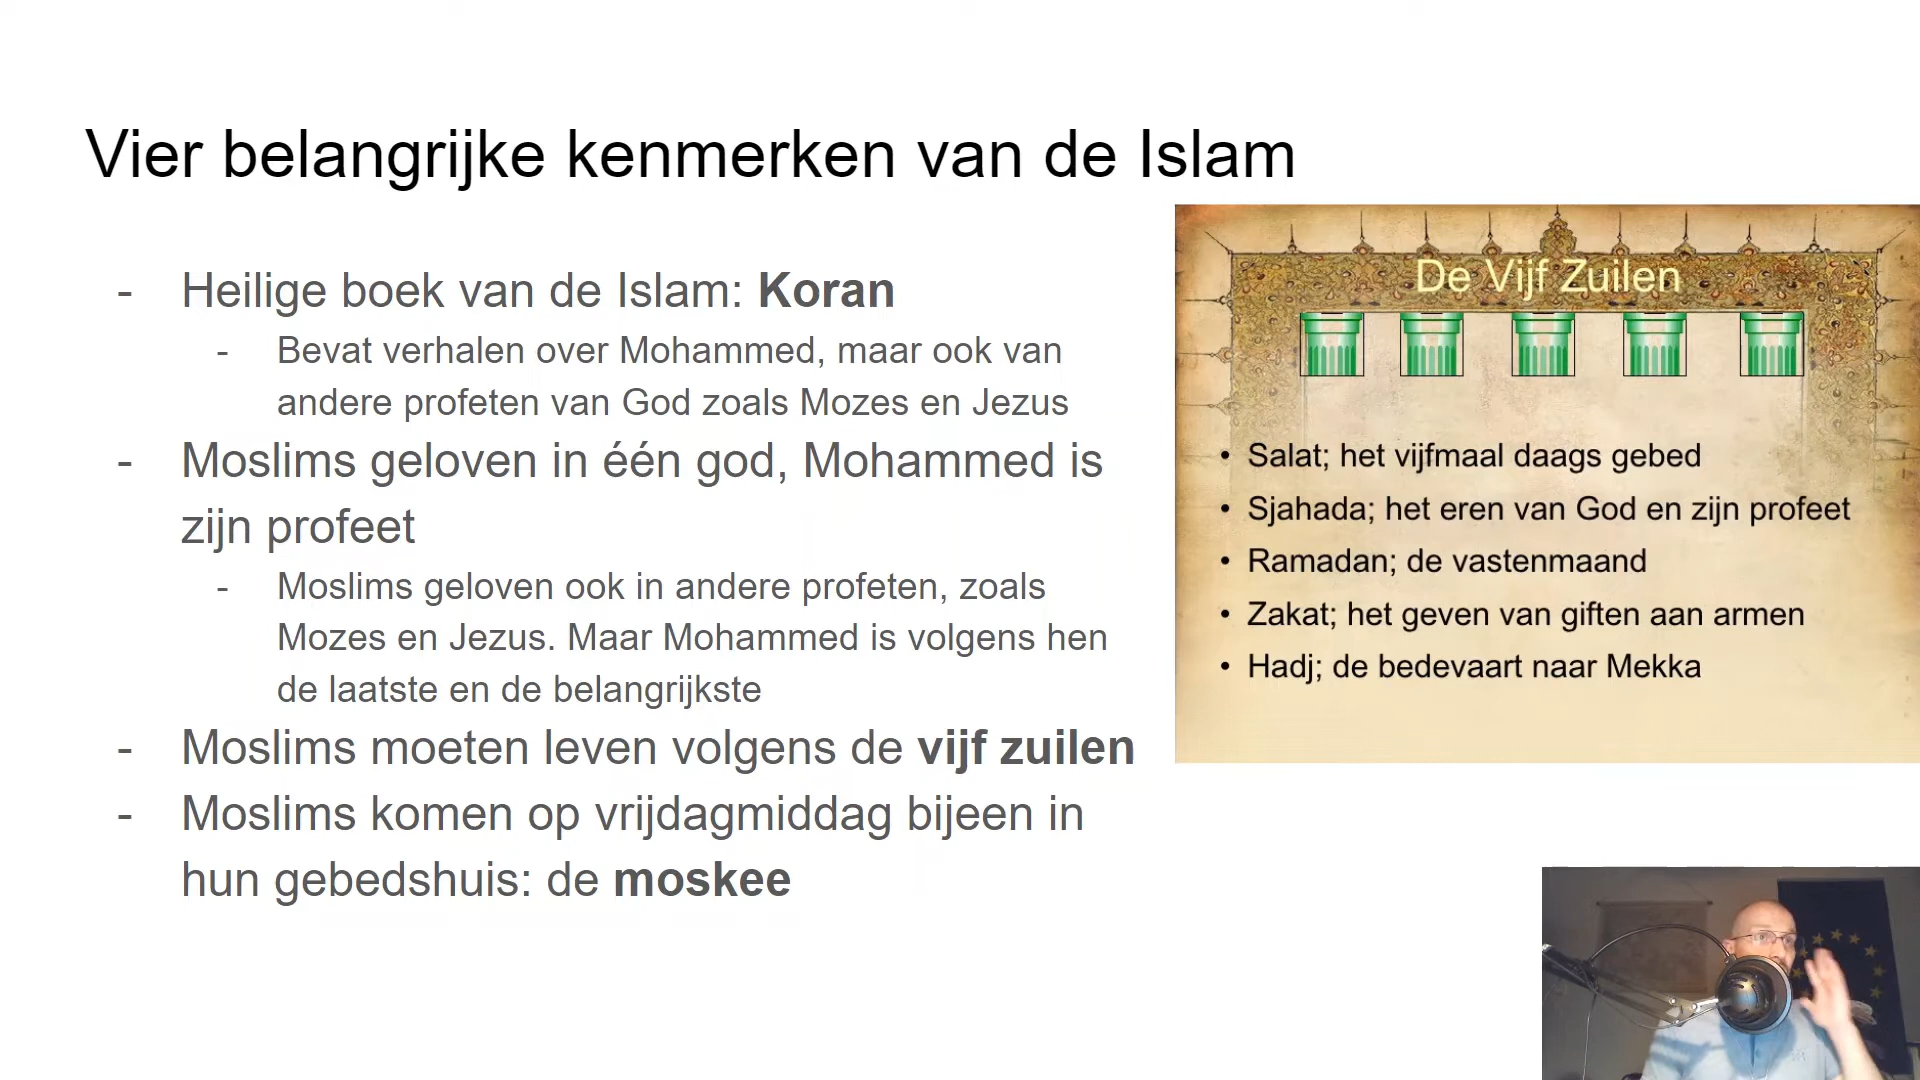 Vier belangrijke kenmerken van de Islam
- Heilige boek van de Islam: Koran
- Bevat verhalen over Mohammed, maar ook van
andere profeten van God zoals Mozes en Jezus
- Moslims geloven in één god, Mohammed is
zijn profeet
- Moslims geloven ook in andere profeten, zoals
Mozes en Jezus. Maar Mohammed is volgens hen
de laatste en de belangrijkste
- Moslims moeten leven volgens de vijf zuilen
- Moslims komen op vrijdagmiddag bijeen in
hun gebedshuis: de moskee
De Vijf Zuilen
• Salat; het vijfmaal daags gebed
• Sjahada; het eren van God en zijn profeet
• Ramadan; de vastenmaand
• Zakat; het geven van giften aan armen
• Hadj; de bedevaart naar Mekka